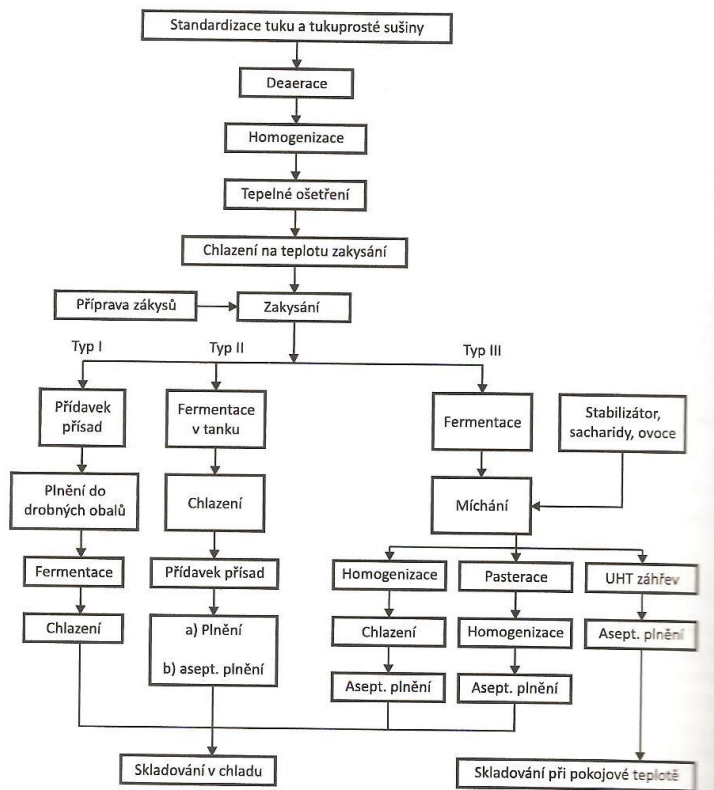 Standardizace tuku a tukuprosté sušiny
Deaerace
Homogenizace
Tepelné ošetření
Chlazení na teplotu zakysání
Příprava zákysů
Zakysání
Typ I
Typ II
Typ III
Přídavek
přísad
Fermentace
v tanku
Fermentace
Stabilizátor,
sacharidy, ovoce
Plnění do
drobných obalů
Chlazení
Míchání
Fermentace
Přídavek přísad
Homogenizace
Pasterace
UHT záhřev
Chlazení
a) Plnění
b) asept. plnění
Chlazení
Homogenizace
Asept. plnění
Asept. plnění
Asept. plnění
Skladování v chladu
Skladování při pokojové teplotě